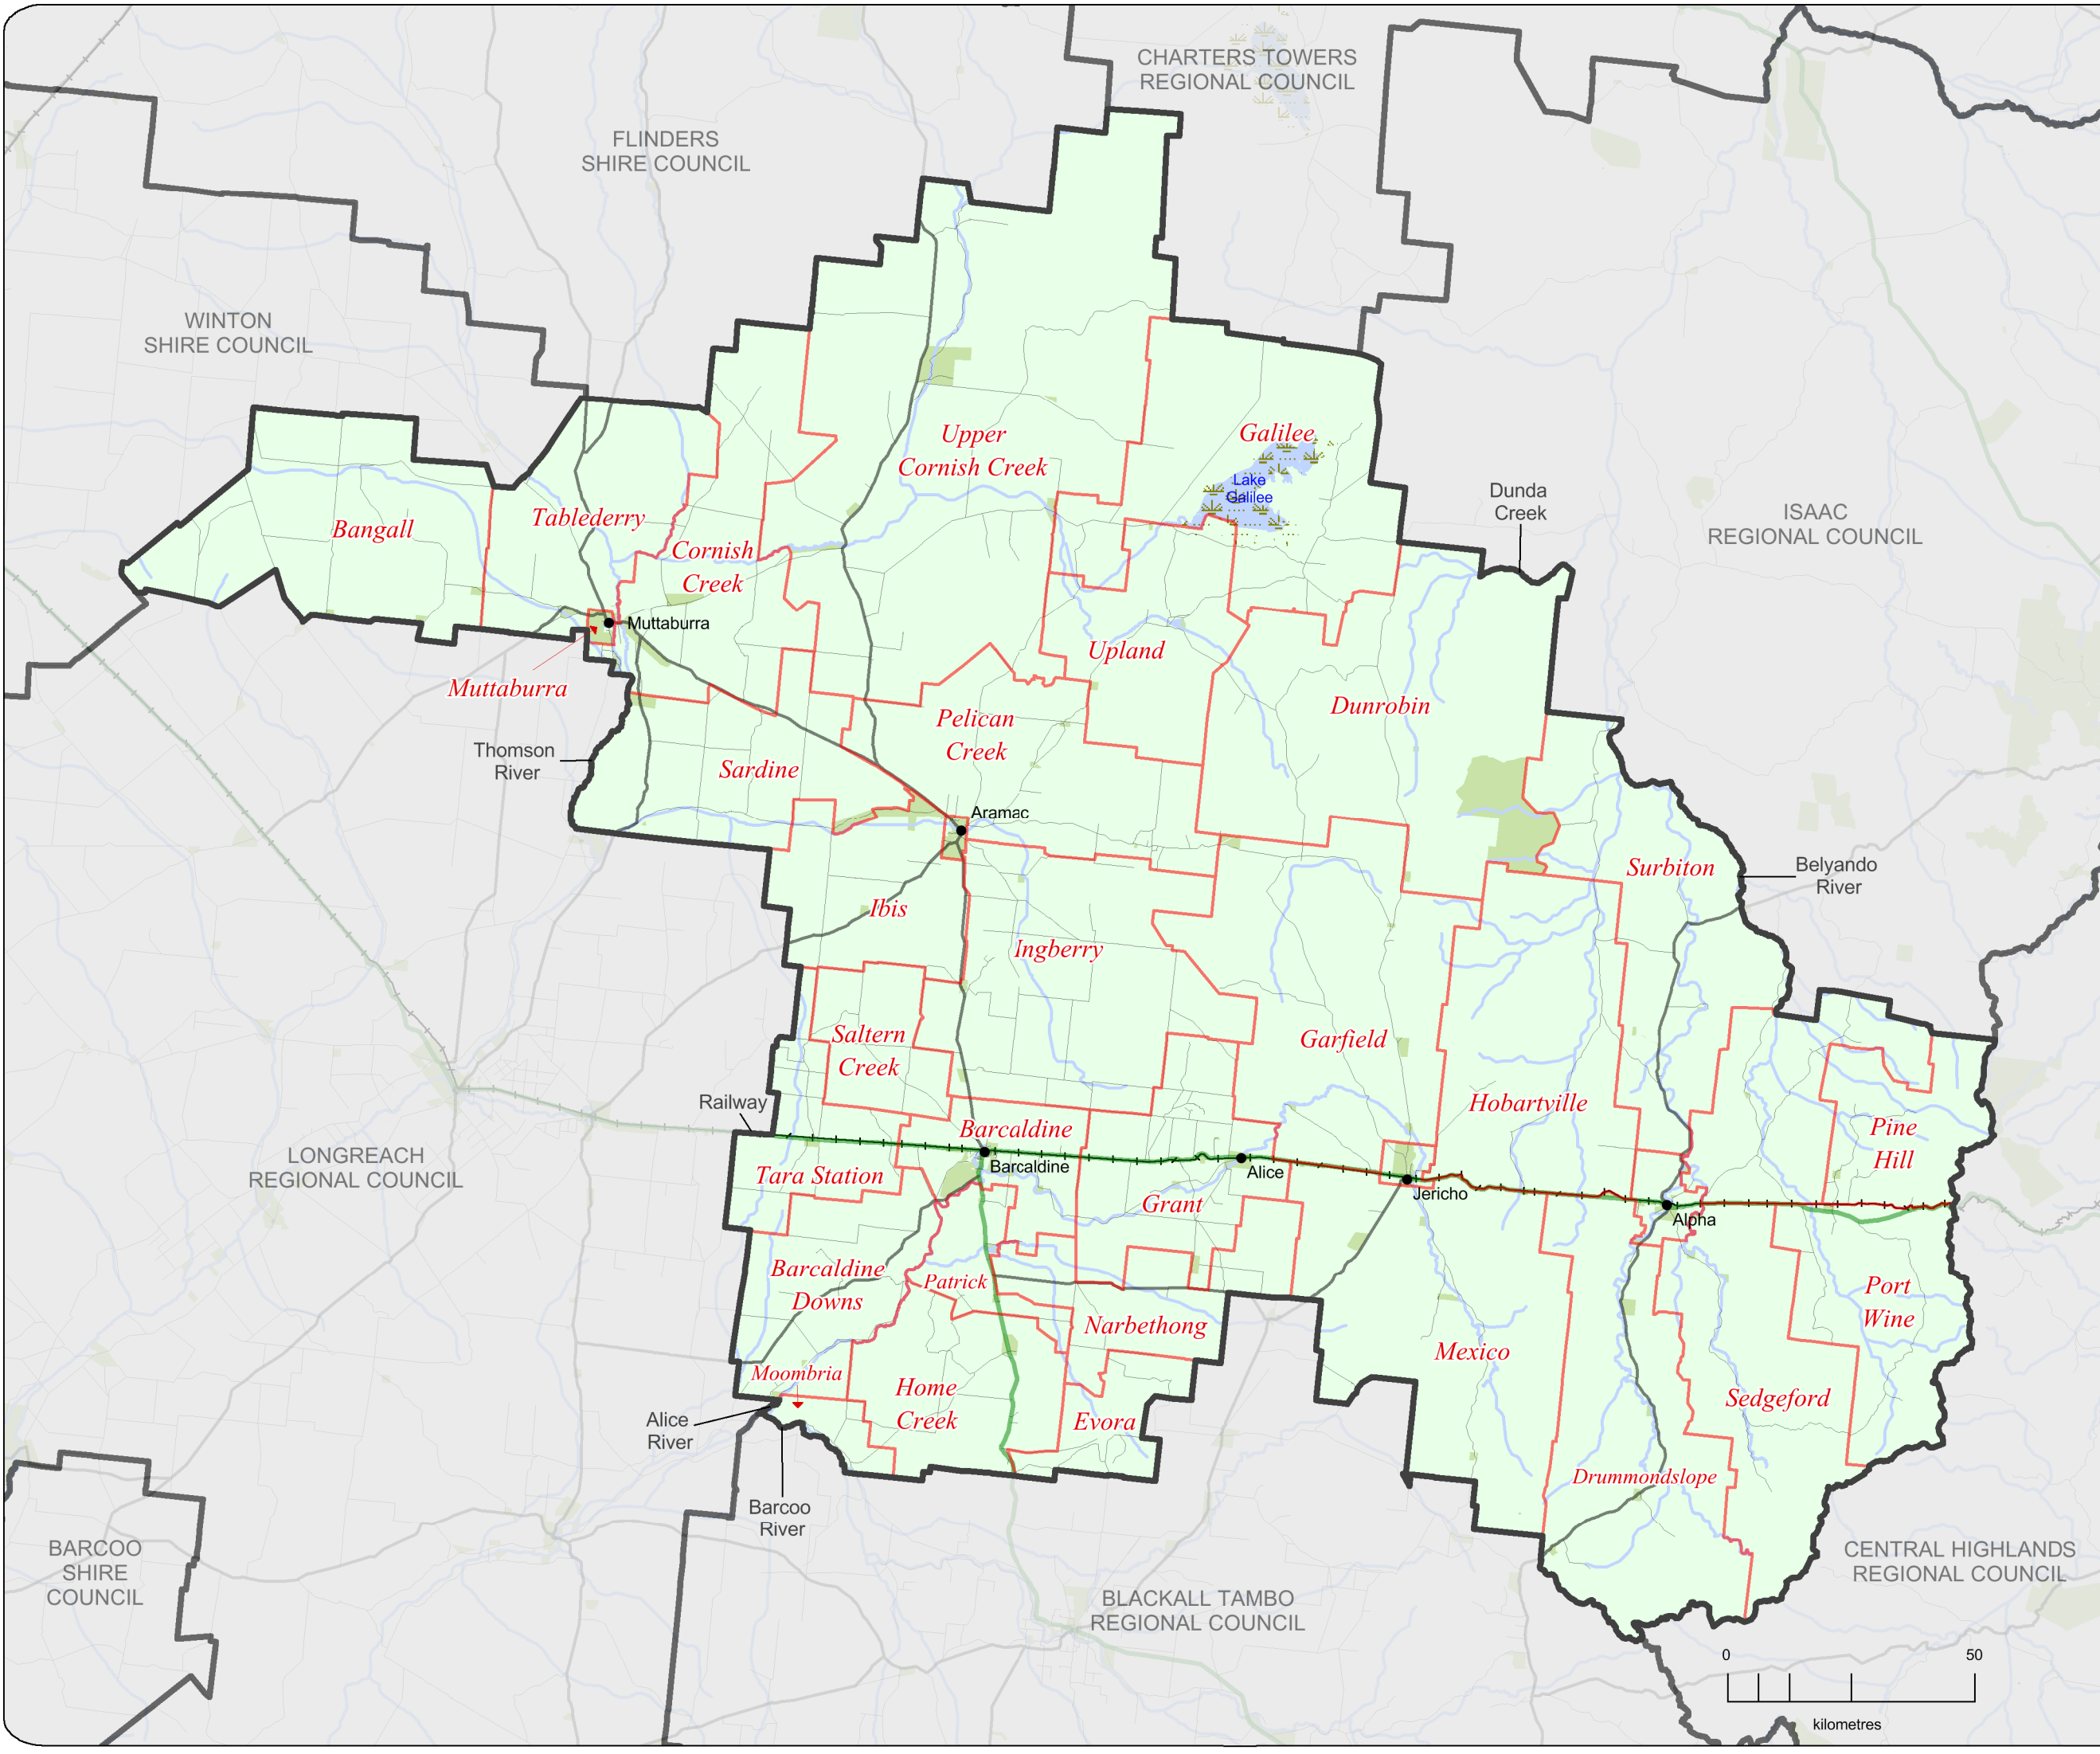 CHARTERS TOWERS
REGIONAL COUNCIL
FLINDERS
SHIRE COUNCIL
WINTON
SHIRE COUNCIL
Upper
Cornish Creek
Galilee
Lake
Galilee
Dunda
Creek
ISAAC
REGIONAL COUNCIL
Bangall
Tablederry
Cornish
Creek
Muttaburra
Muttaburra
Upland
Dunrobin
Thomson
River
Pelican
Creek
Sardine
Aramac
Surbiton
Belyando
River
Ibis
Ingberry
Saltern
Creek
Garfield
Hobartville
Railway
Barcaldine
Barcaldine
Pine
Hill
LONGREACH
REGIONAL COUNCIL
Tara Station
Alice
Grant
Jericho
Alpha
Barcaldine
Downs
Patrick
Port
Wine
Narbethong
Mexico
Moombria
Home
Creek
Evora
Sedgeford
Alice
River
Drummondslope
Barcoo
River
BARCOO
SHIRE
COUNCIL
BLACKALL TAMBO
REGIONAL COUNCIL
CENTRAL HIGHLANDS
REGIONAL COUNCIL
0 50
kilometres